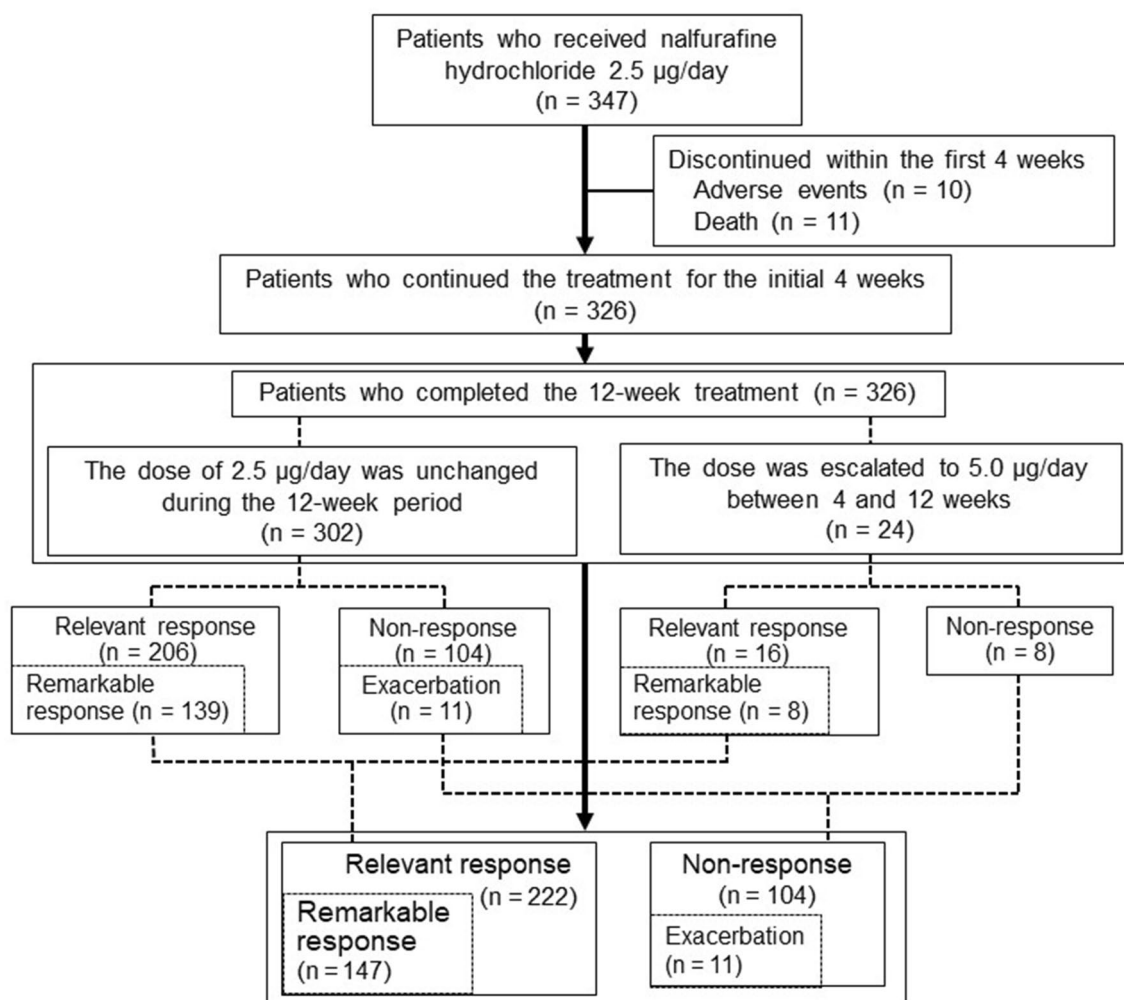 Patients who received nalfurafine
hydrochloride 2.5 µg/day
(n = 347)
Discontinued within the first 4 weeks
Adverse events (n = 10)
Death (n = 11)
Patients who continued the treatment for the initial 4 weeks
(n = 326)
Patients who completed the 12-week treatment (n = 326)
The dose of 2.5 µg/day was unchanged
during the 12-week period
(n = 302)
The dose was escalated to 5.0 µg/day
between 4 and 12 weeks
(n = 24)
Relevant response
(n = 206)
Remarkable
response (n = 139)
Non-response
(n = 104)
Exacerbation
(n = 11)
Relevant response
(n = 16)
Remarkable
response (n = 8)
Non-response
(n = 8)
Relevant response
(n = 222)
Remarkable
response
(n = 147)
Non-response
(n = 104)
Exacerbation
(n = 11)